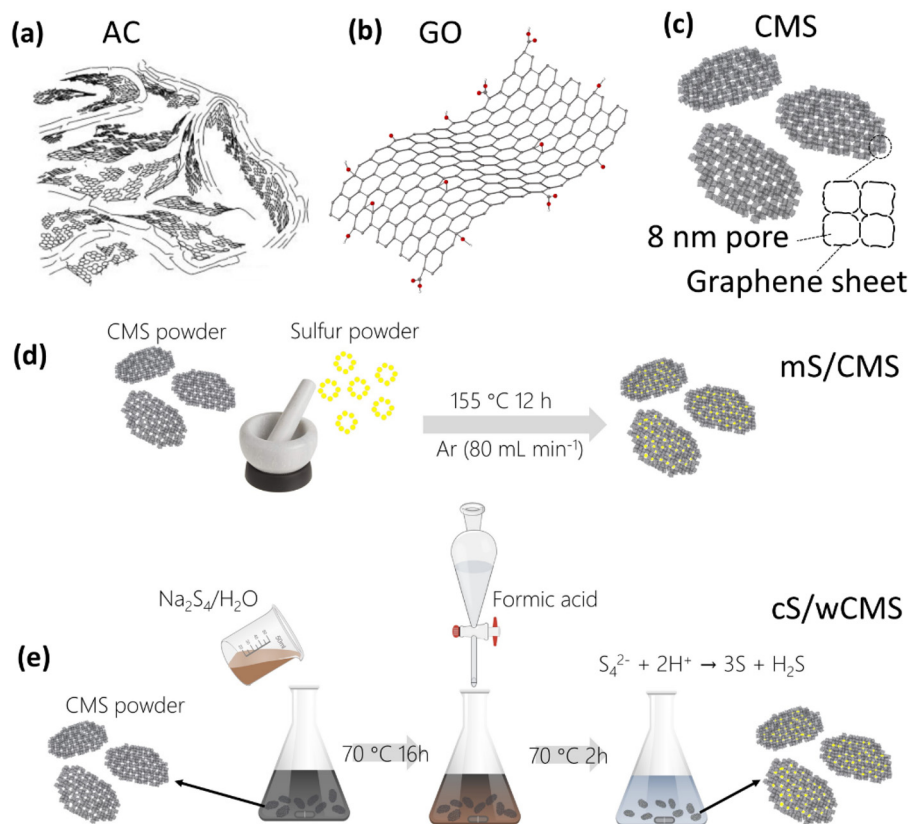 (a) AC
(b) GO
(c) CMS
8 nm pore
Graphene sheet
(d)
CMS powder
Sulfur powder
155 °C 12 h
Ar (80 mL min⁻¹)
mS/CMS
(e)
CMS powder
Na₂S₄/H₂O
70 °C 16h
Formic acid
70 °C 2h
cS/wCMS
S₄²⁻ + 2H⁺ → 3S + H₂S